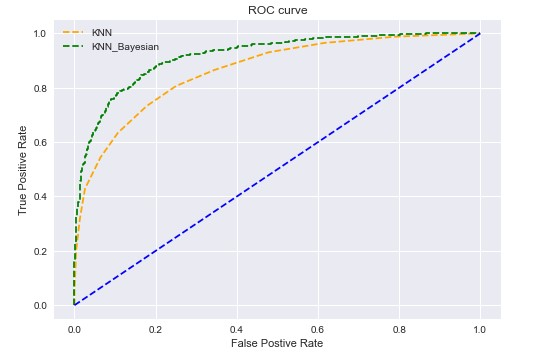 ROC curve
KNN
KNN_Bayesian
True Positive Rate
1.0
0.8
0.6
0.4
0.2
0.0
0.0 0.2 0.4 0.6 0.8 1.0
False Postive Rate